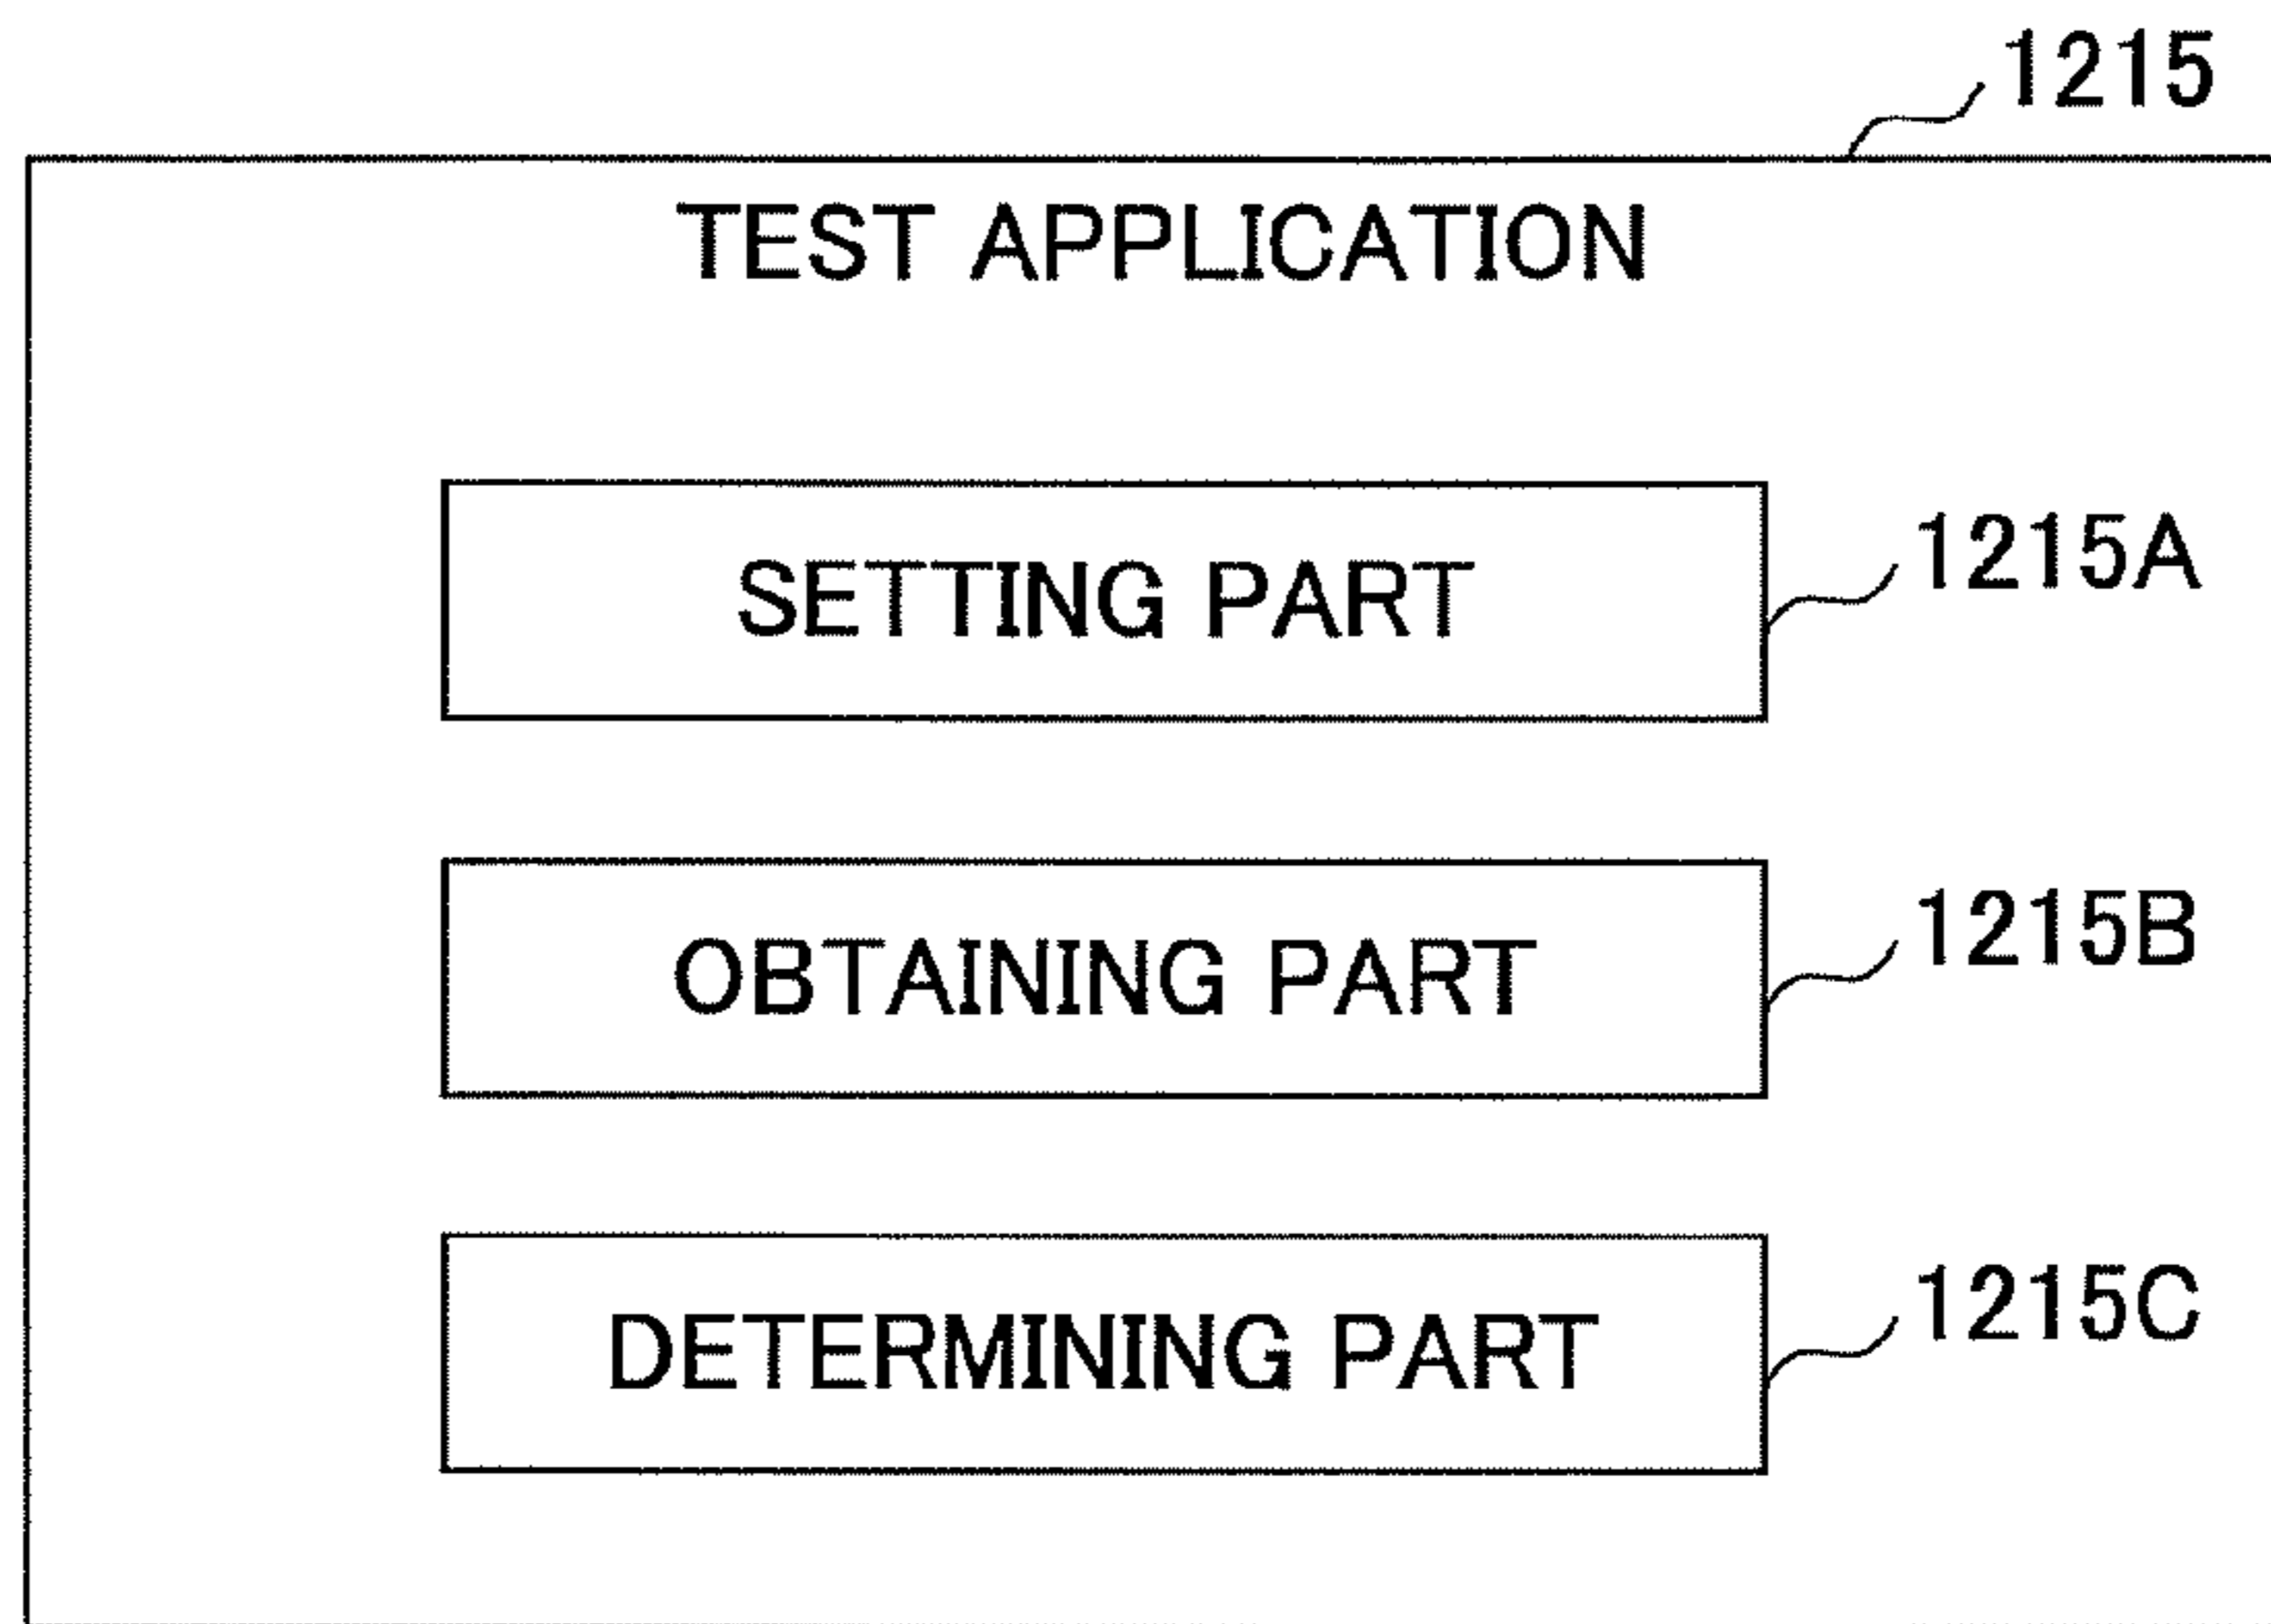 1215
TEST APPLICATION
SETTING PART
1215A
OBTAINING PART
1215B
DETERMINING PART
1215C